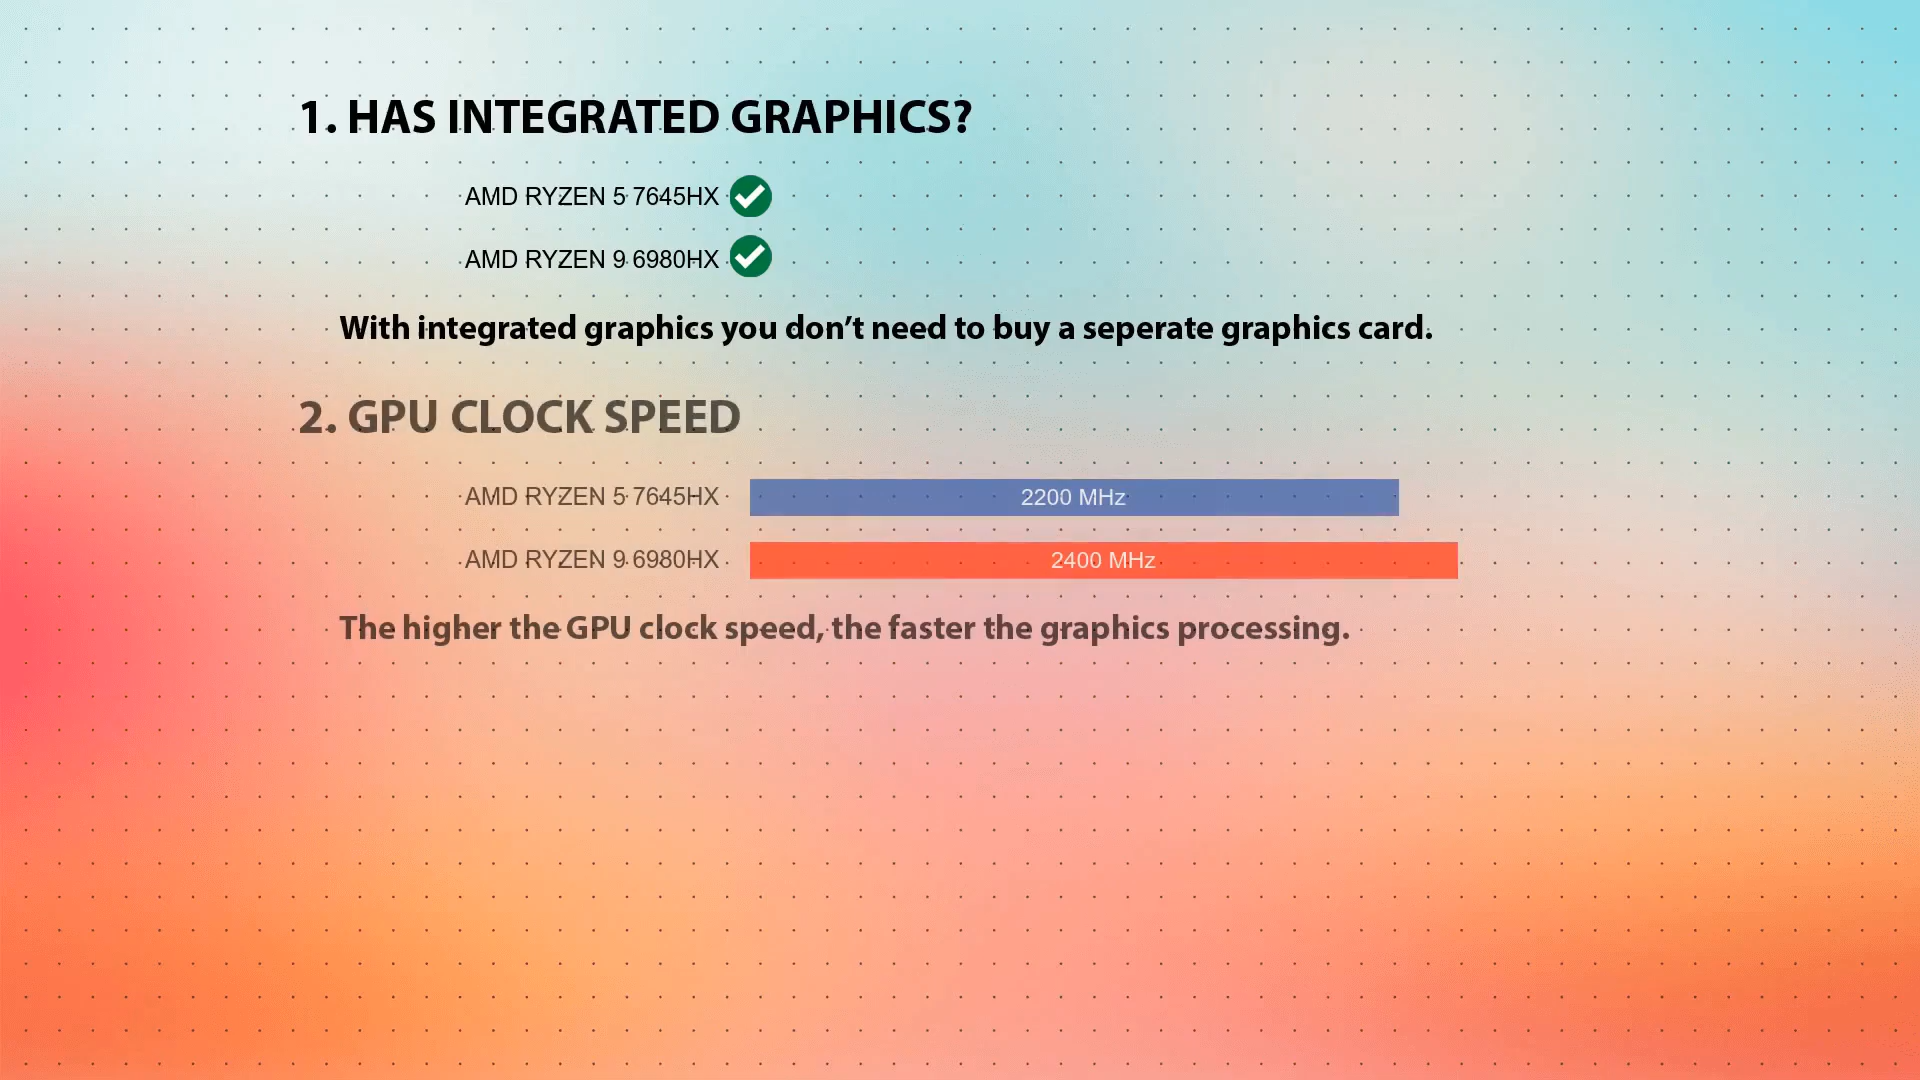 1. HAS INTEGRATED GRAPHICS?
AMD RYZEN 5 7645HX
AMD RYZEN 9 6980HX
With integrated graphics you don’t need to buy a seperate graphics card.
2. GPU CLOCK SPEED
AMD RYZEN 5 7645HX 2200 MHz
AMD RYZEN 9 6980HX 2400 MHz
The higher the GPU clock speed, the faster the graphics processing.